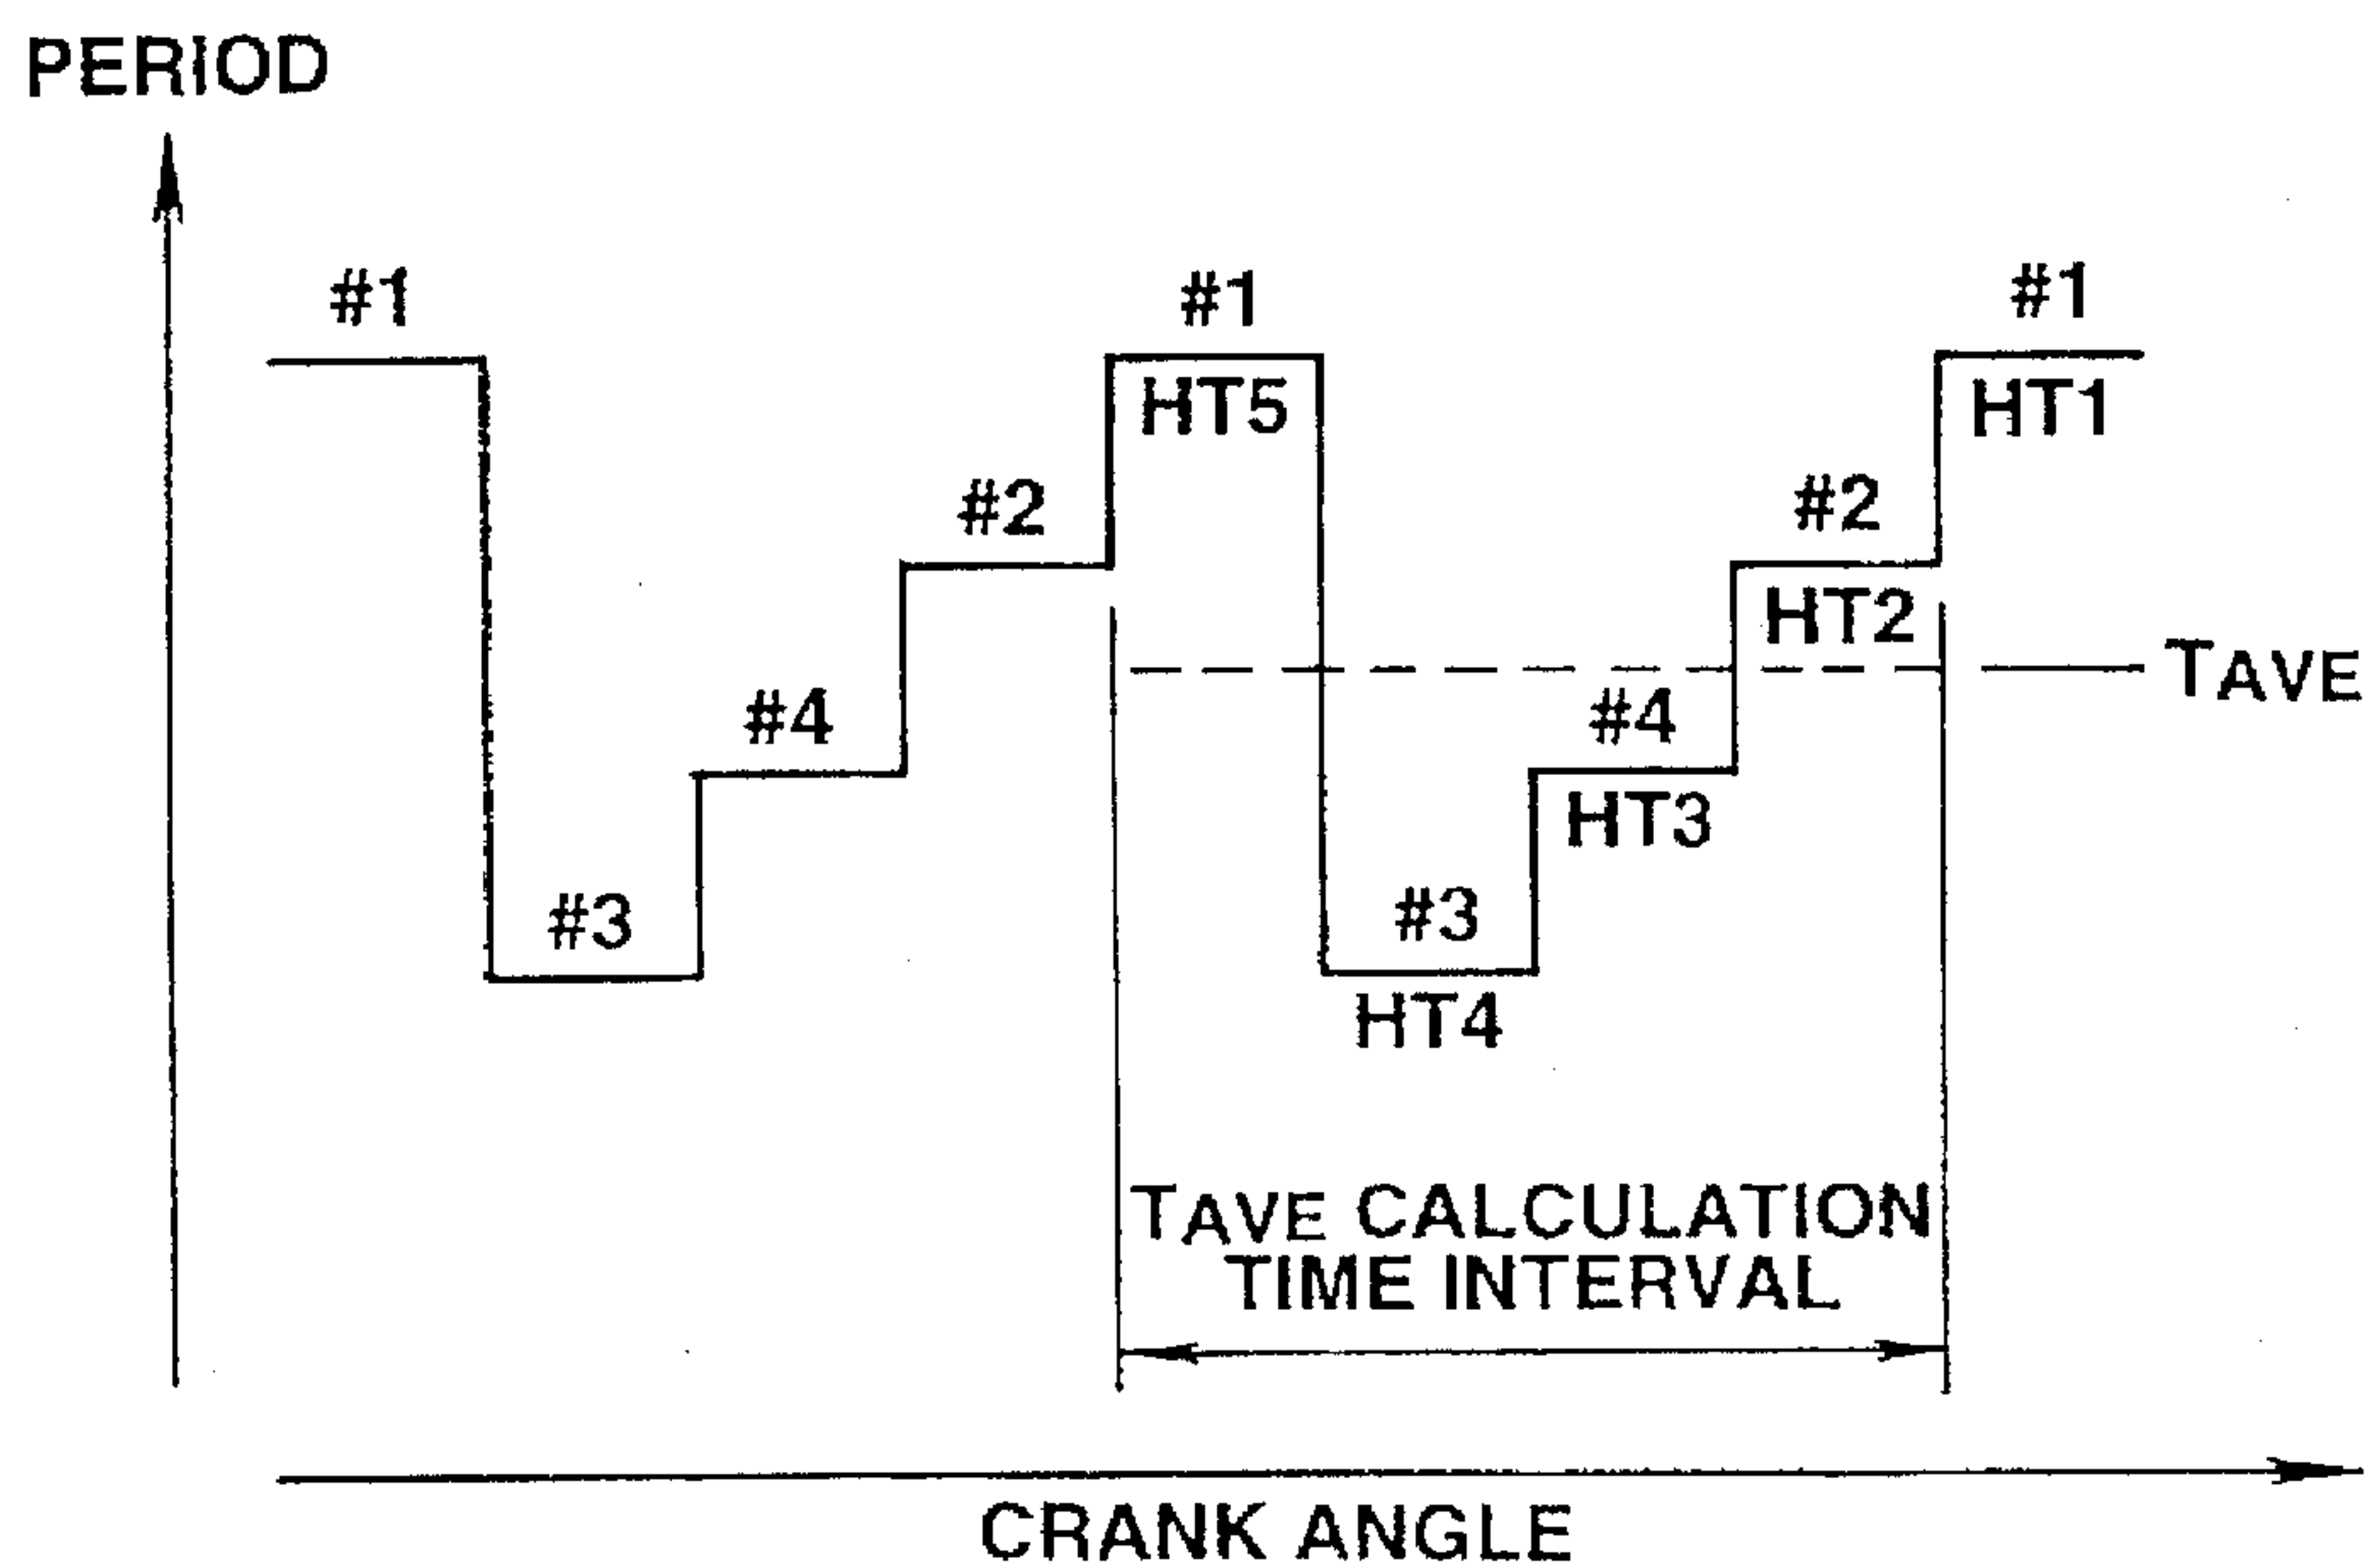 PERIOD
#1
#1
#1
HT5
HT1
#2
#2
HT2
TAVE
#4
#4
HT3
#3
#3
HT4
TAVE CALCULATION
TIME INTERVAL
CRANK ANGLE